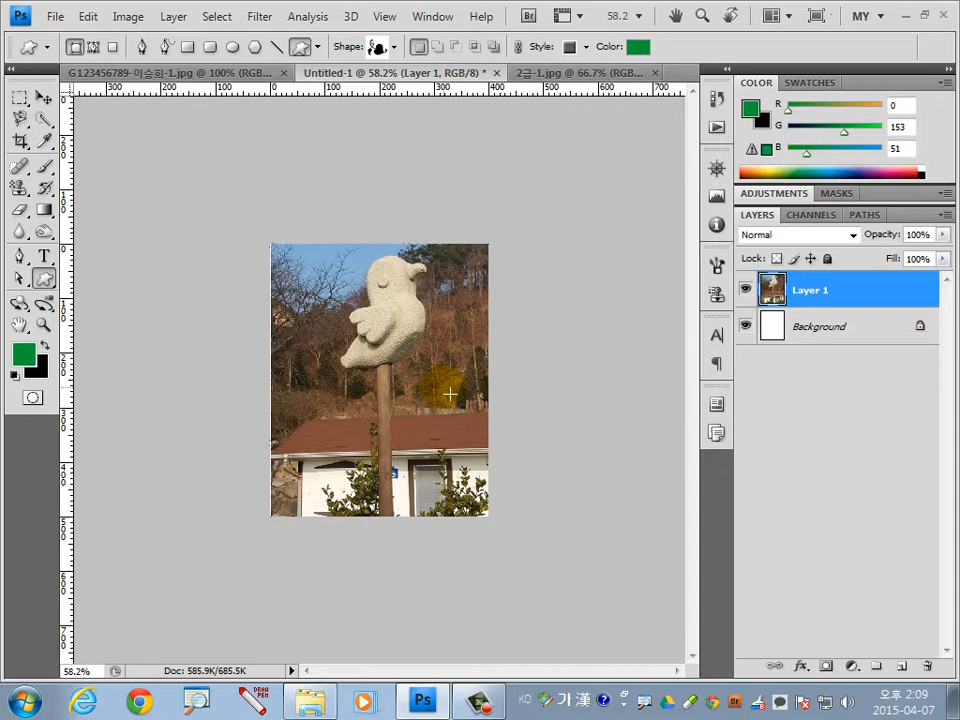 Ps File Edit Image Layer Select Filter Analysis 3D View Window Help Br 58.2 MY
Shape: Style: Color:
G123456789-이승희-1.jpg @ 100% (RGB... × Untitled-1 @ 58.2% (Layer 1, RGB/8) * × 2급-1.jpg @ 66.7% (RGB... ×
300 200 100 0 100 200 300 400 500 600 700
COLOR SWATCHES
R 0
G 153
B 51
ADJUSTMENTS MASKS
LAYERS CHANNELS PATHS
Normal Opacity: 100%
Lock: Fill: 100%
Layer 1
Background
58.2% Doc: 585.9K/685.5K
Ps KO 가 漢 Br 오후 2:09
2015-04-07